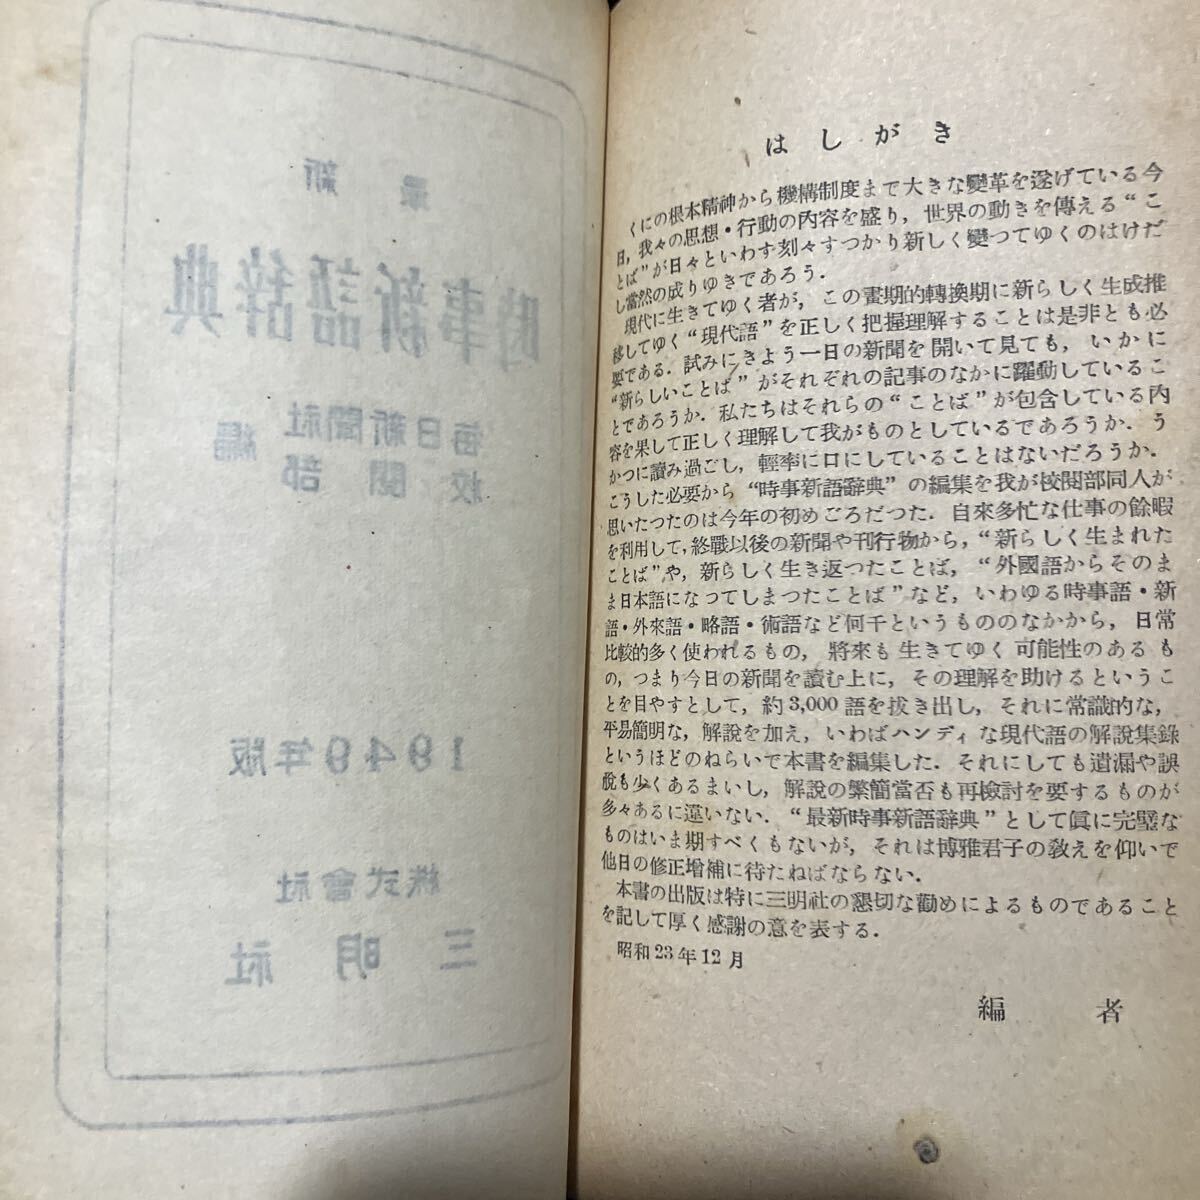 最新
時事新語辞典
毎日新聞社
校閲部
編
1949年版
株式會社
三明社
はしがき
くにの根本精神から機構制度まで大きな變革を遂げている今
日, 我々の思想・行動の内容を盛り, 世界の動きを傳える“こ
とば”が日々といわす刻々すつかり新しく變つてゆくのはけだ
し當然の成りゆきであろう.
現代に生きてゆく者が, この畫期的轉換期に新らしく生成推
移してゆく“現代語”を正しく把握理解することは是非とも必
要である. 試みにきよう一日の新聞を開いて見ても, いかに
“新らしいことば”がそれぞれの記事のなかに躍動しているこ
とであろうか. 私たちはそれらの“ことば”が包含している内
容を果して正しく理解して我がものとしているであろうか. う
かつに讀み過ごし, 輕率に口にしていることはないだろうか.
こうした必要から“時事新語辭典”の編集を我が校閲部同人が
思いたつたのは今年の初めごろだつた. 自來多忙な仕事の餘暇
を利用して, 終戰以後の新聞や刊行物から, “新らしく生まれた
ことば”や, 新らしく生き返つたことば, “外國語からそのま
ま日本語になつてしまつたことば”など, いわゆる時事語・新
語・外來語・略語・術語など何千というもののなかから, 日常
比較的多く使われるもの, 將來も生きてゆく可能性のあるも
の, つまり今日の新聞を讀む上に, その理解を助けるというこ
とを目やすとして, 約3,000語を拔き出し, それに常識的な,
平易簡明な, 解說を加え, いわばハンディな現代語の解說集錄
というほどのねらいで本書を編集した. それにしても遺漏や誤
脫も少くあるまいし, 解說の繁簡當否も再檢討を要するものが
多々あるに違いない. “最新時事新語辭典”として眞に完璧な
ものはいま期すべくもないが, それは博雅君子の敎えを仰いで
他日の修正增補に待たねばならない.
本書の出版は特に三明社の懇切な勸めによるものであること
を記して厚く感謝の意を表する.
昭和23年12月
編者